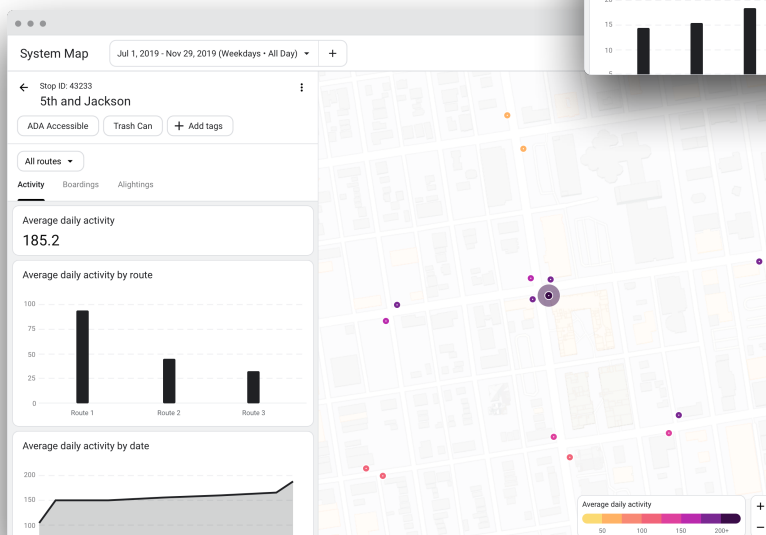 20
15
10
5
System Map
Jul 1, 2019 - Nov 29, 2019 (Weekdays • All Day)
+
Stop ID: 43233
5th and Jackson
ADA Accessible
Trash Can
+ Add tags
All routes
Activity
Boardings
Alightings
Average daily activity
185.2
Average daily activity by route
100
75
50
25
0
Route 1
Route 2
Route 3
Average daily activity by date
200
150
100
Average daily activity
50
100
150
200+
+
−